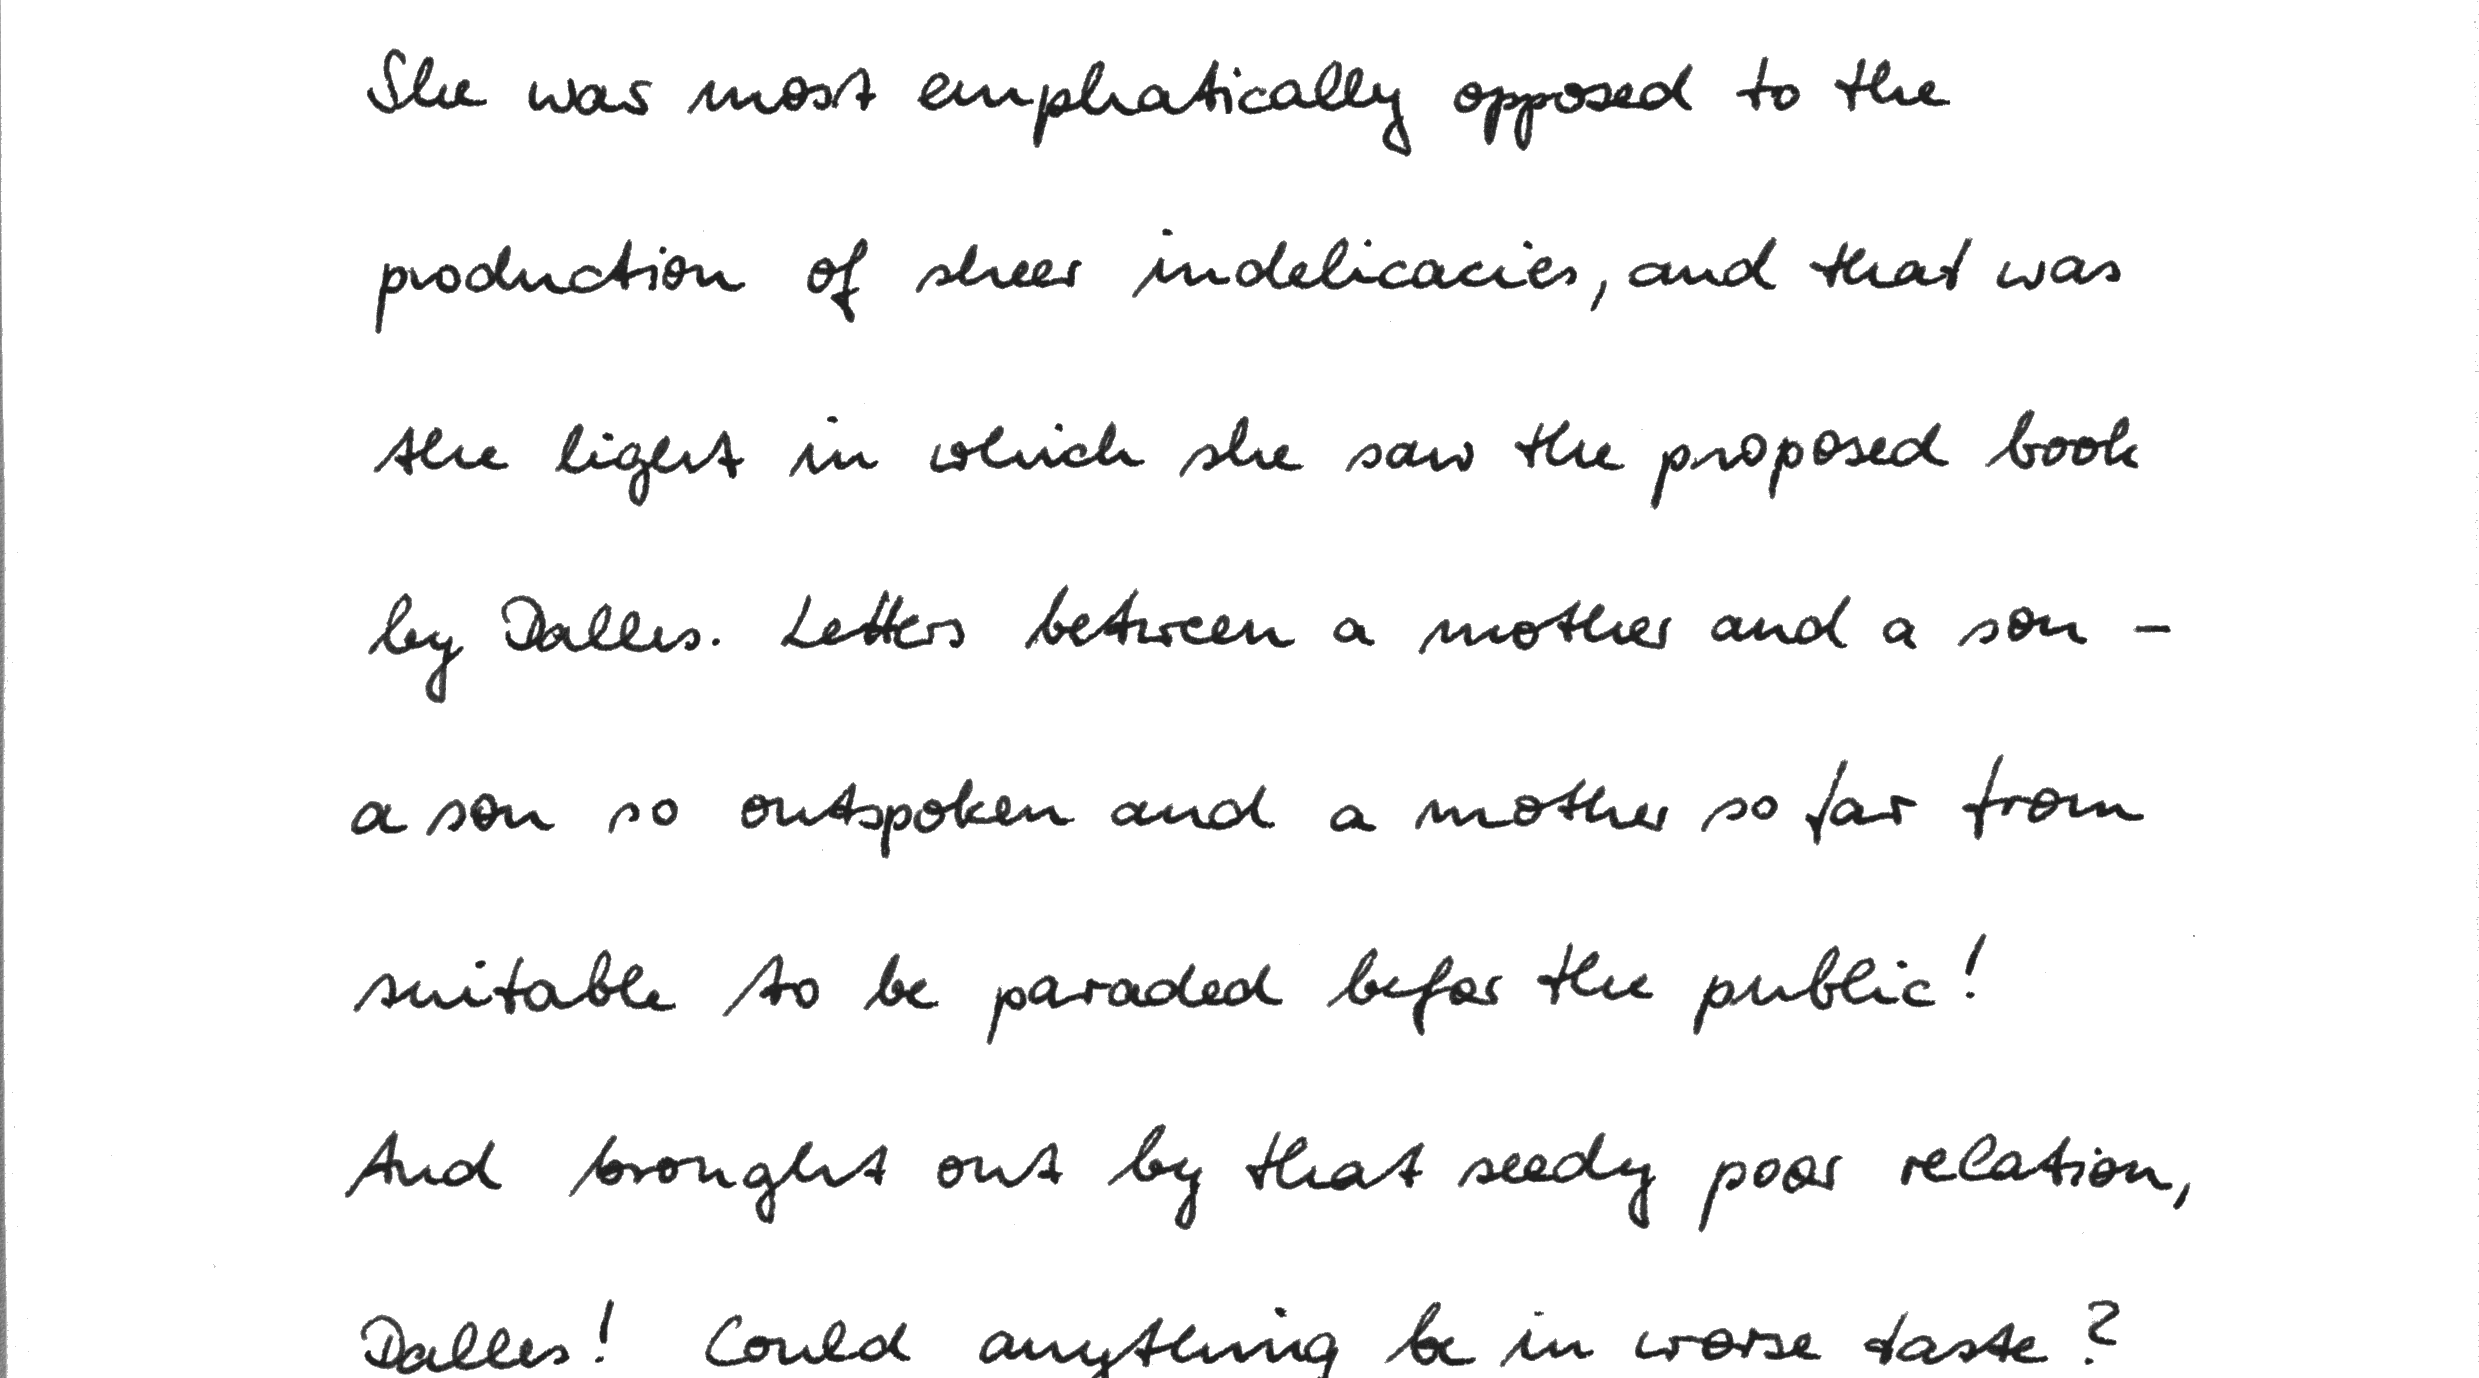 She was most emphatically opposed to the
production of sheer indelicacies, and that was
the light in which she saw the proposed book
by Dalles. Letters between a mother and a son -
a son so outspoken and a mother so far from
suitable to be paraded befor the public!
And brought out by that seedy poor relation,
Dalles! Could anything be in worse taste?